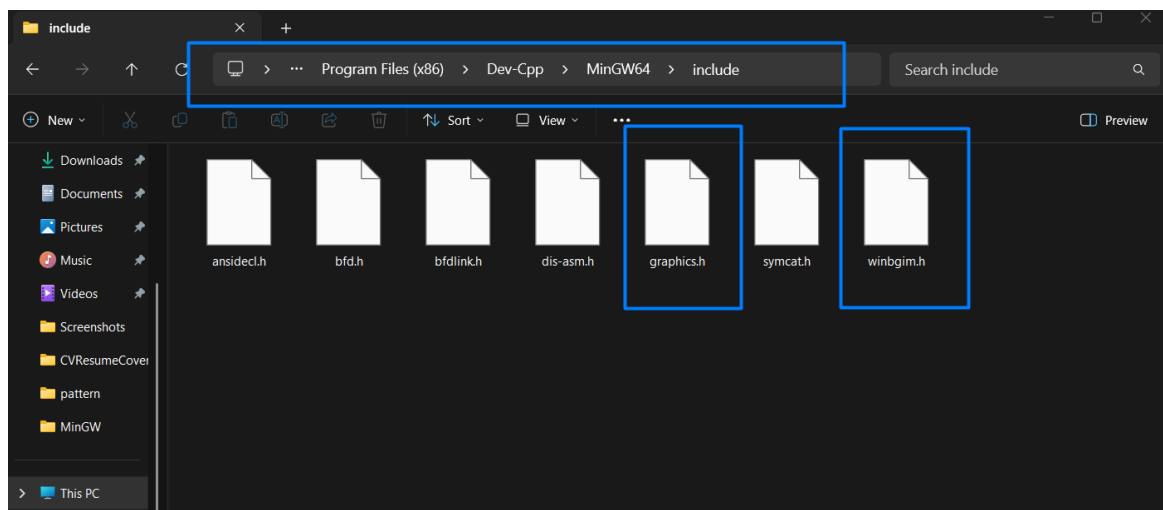 include
Program Files (x86) > Dev-Cpp > MinGW64 > include
Search include
New
Sort
View
Preview
Downloads
Documents
Pictures
Music
Videos
Screenshots
CVResumeCover
pattern
MinGW
This PC
ansidecl.h
bfd.h
bfdlink.h
dis-asm.h
graphics.h
symcat.h
winbgim.h